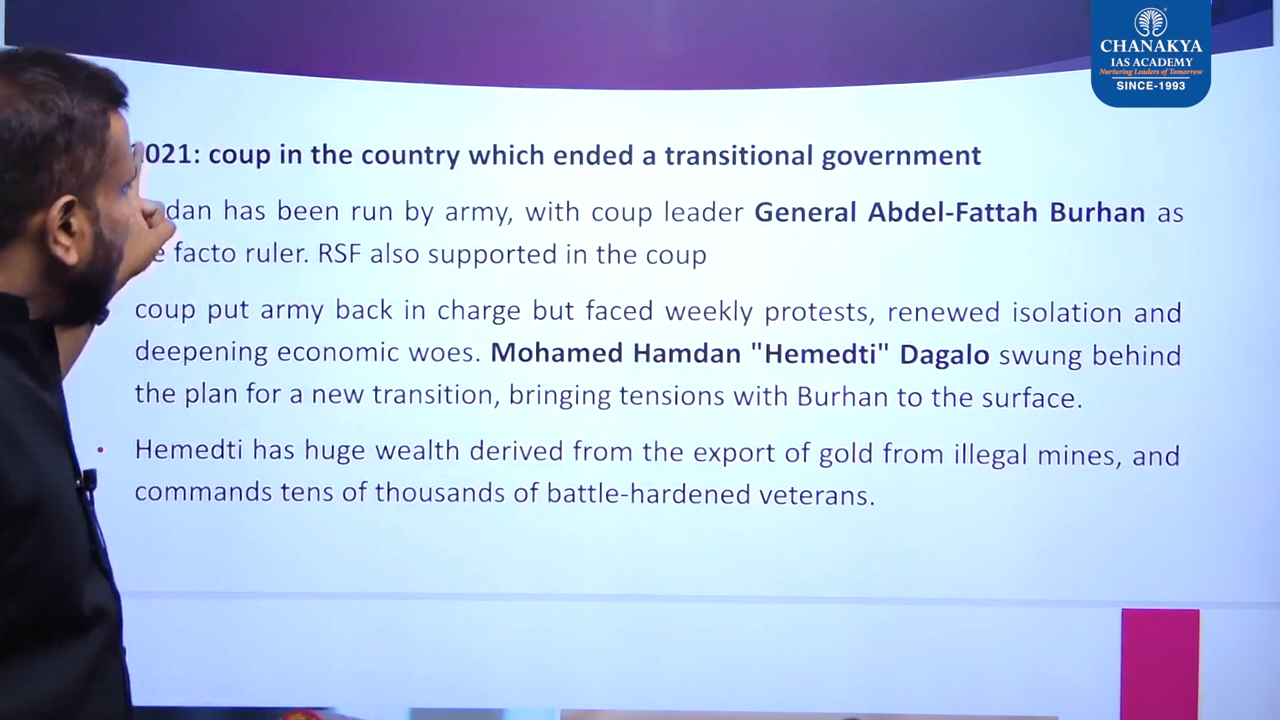 CHANAKYA
IAS ACADEMY
Nurturing Leaders of Tomorrow
SINCE-1993
021: coup in the country which ended a transitional government
dan has been run by army, with coup leader General Abdel-Fattah Burhan as
e facto ruler. RSF also supported in the coup
coup put army back in charge but faced weekly protests, renewed isolation and
deepening economic woes. Mohamed Hamdan "Hemedti" Dagalo swung behind
the plan for a new transition, bringing tensions with Burhan to the surface.
• Hemedti has huge wealth derived from the export of gold from illegal mines, and
commands tens of thousands of battle-hardened veterans.